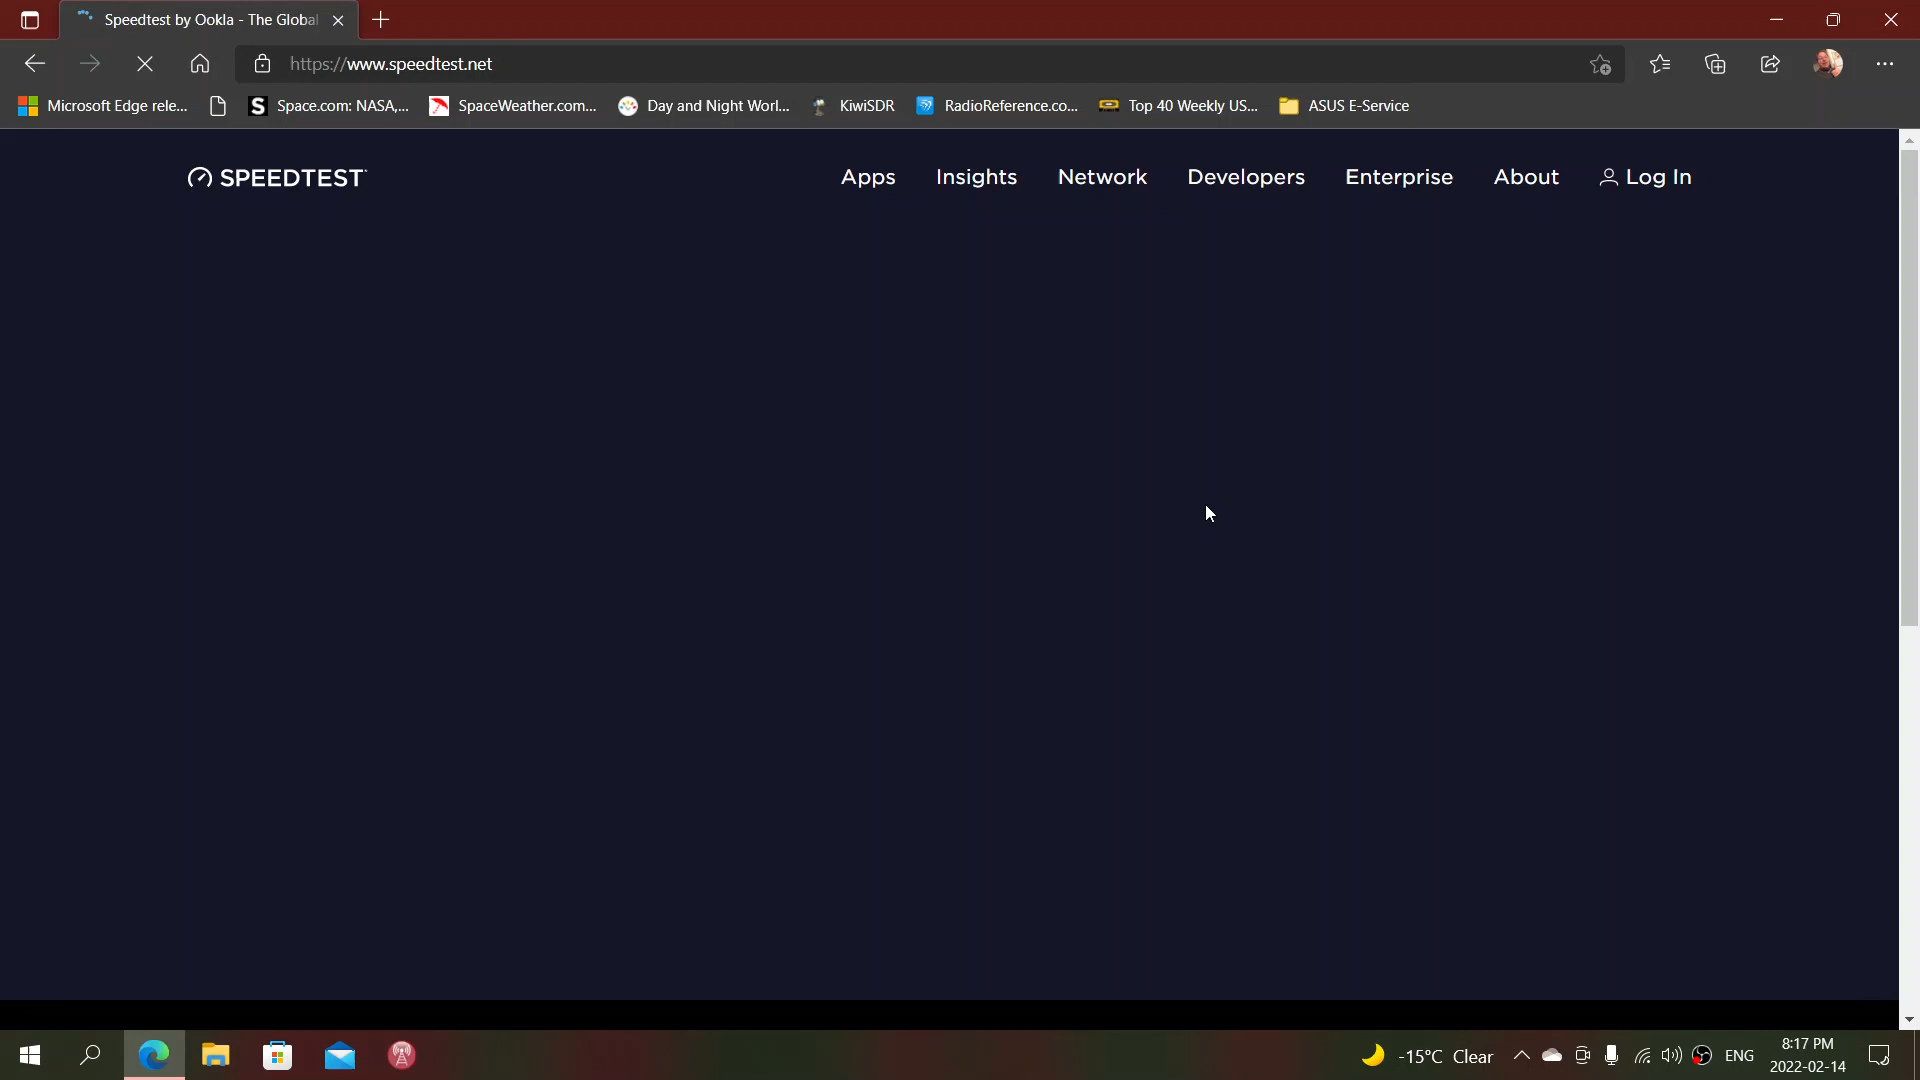 Speedtest by Ookla - The Global
https://www.speedtest.net
Microsoft Edge rele...
Space.com: NASA,...
SpaceWeather.com...
Day and Night Worl...
KiwiSDR
RadioReference.co...
Top 40 Weekly US...
ASUS E-Service
SPEEDTEST
Apps
Insights
Network
Developers
Enterprise
About
Log In
-15°C Clear
ENG
8:17 PM
2022-02-14